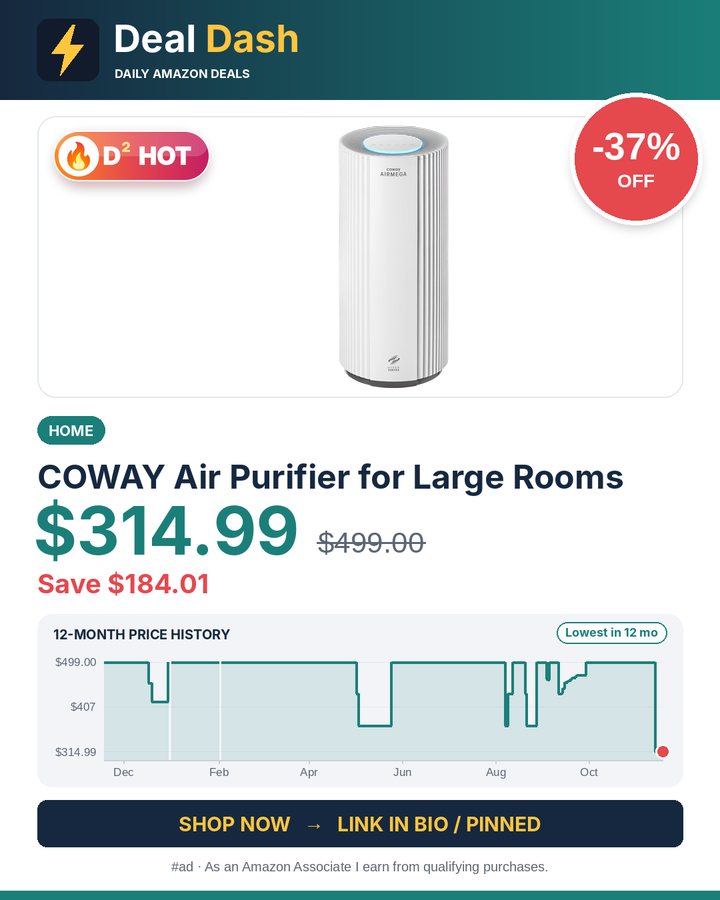 Deal Dash
DAILY AMAZON DEALS
D² HOT
-37%
OFF
COWAY
AIRMEGA
HOME
COWAY Air Purifier for Large Rooms
$314.99 $499.00
Save $184.01
12-MONTH PRICE HISTORY
Lowest in 12 mo
$499.00
$407
$314.99
Dec Feb Apr Jun Aug Oct
SHOP NOW → LINK IN BIO / PINNED
#ad · As an Amazon Associate I earn from qualifying purchases.